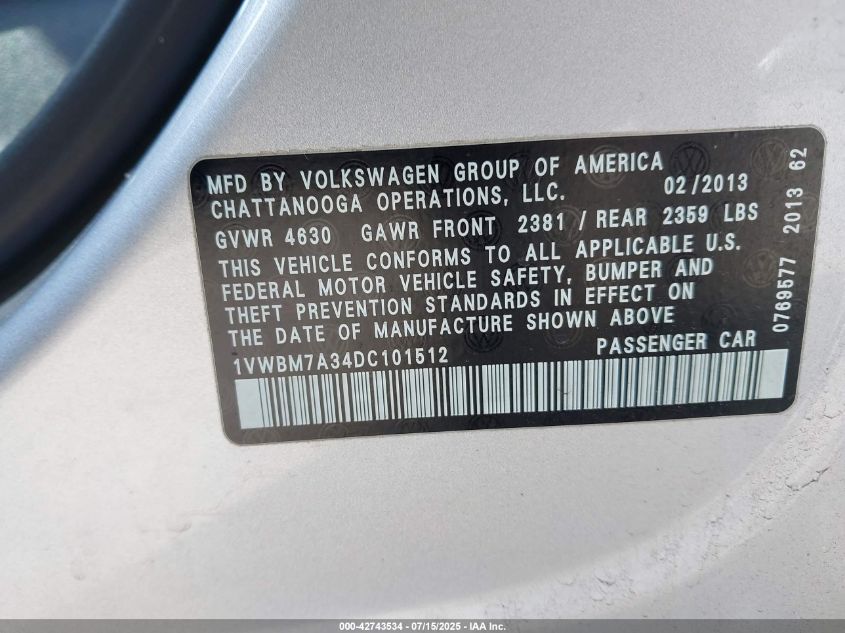 MFD BY VOLKSWAGEN GROUP OF AMERICA 02/2013
CHATTANOOGA OPERATIONS, LLC.
GVWR 4630 GAWR FRONT 2381 / REAR 2359 LBS
THIS VEHICLE CONFORMS TO ALL APPLICABLE U.S.
FEDERAL MOTOR VEHICLE SAFETY, BUMPER AND
THEFT PREVENTION STANDARDS IN EFFECT ON
THE DATE OF MANUFACTURE SHOWN ABOVE
1VWBM7A34DC101512 PASSENGER CAR
0769577 2013 62
000-42743534 - 07/15/2025 - IAA Inc.